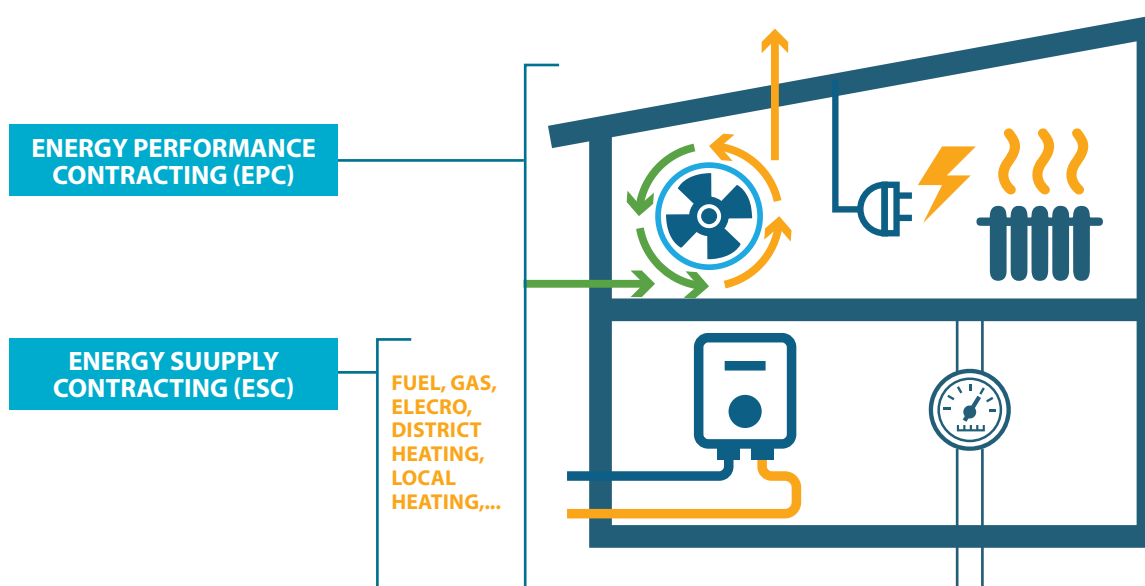 ENERGY PERFORMANCE
CONTRACTING (EPC)
ENERGY SUUPPLY
CONTRACTING (ESC)
FUEL, GAS,
ELECRO,
DISTRICT
HEATING,
LOCAL
HEATING,...